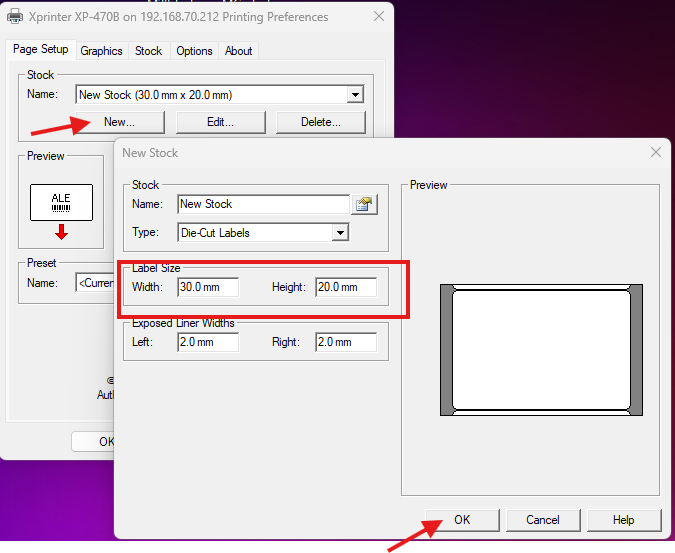 Xprinter XP-470B on 192.168.70.212 Printing Preferences
Page Setup Graphics Stock Options About
Stock
Name: New Stock (30.0 mm x 20.0 mm)
New... Edit... Delete...
Preview
ALE
Preset
Name: <Curren
©
Auth
OK
New Stock
Stock
Name: New Stock
Type: Die-Cut Labels
Label Size
Width: 30.0 mm Height: 20.0 mm
Exposed Liner Widths
Left: 2.0 mm Right: 2.0 mm
Preview
OK Cancel Help